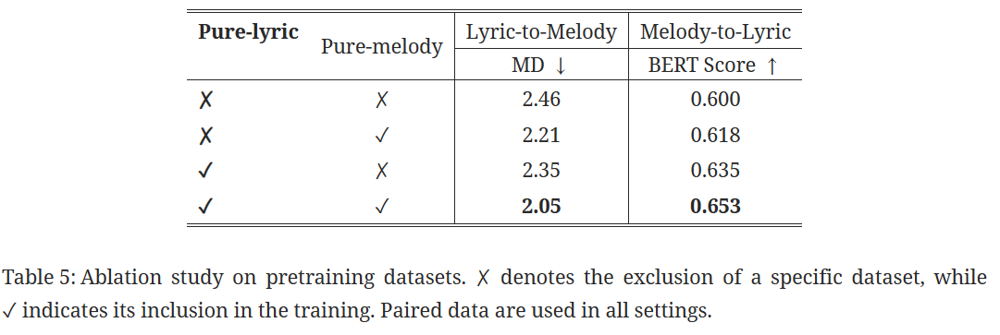 Pure-lyric Pure-melody Lyric-to-Melody Melody-to-Lyric
MD ↓ BERT Score ↑
✗ ✗ 2.46 0.600
✗ ✓ 2.21 0.618
✓ ✗ 2.35 0.635
✓ ✓ 2.05 0.653
Table 5: Ablation study on pretraining datasets. ✗ denotes the exclusion of a specific dataset, while
✓ indicates its inclusion in the training. Paired data are used in all settings.